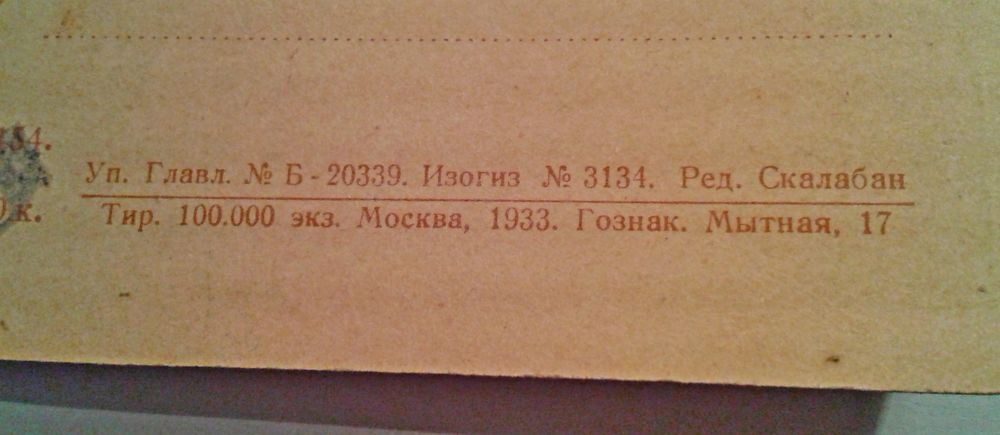 Уп. Главл. № Б-20339. Изогиз № 3134. Ред. Скалабан
к.
Тир. 100.000 экз. Москва, 1933. Гознак. Мытная, 17